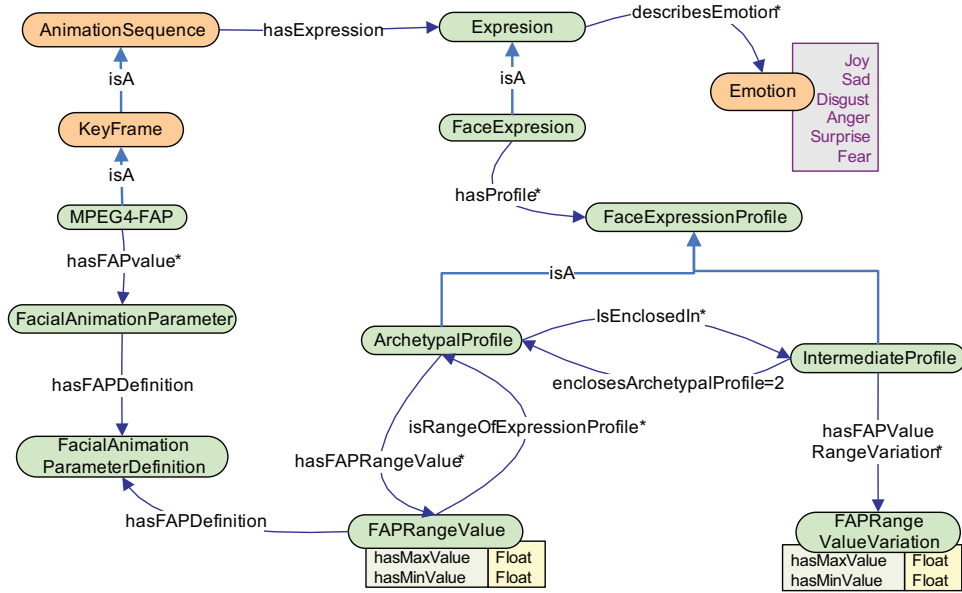 AnimationSequence
hasExpression
Expresion
describesEmotion*
isA
isA
Emotion
Joy
Sad
Disgust
Anger
Surprise
Fear
KeyFrame
FaceExpresion
isA
hasProfile*
MPEG4-FAP
FaceExpressionProfile
hasFAPvalue*
isA
FacialAnimationParameter
IsEnclosedIn*
ArchetypalProfile
IntermediateProfile
hasFAPDefinition
enclosesArchetypalProfile=2
isRangeOfExpressionProfile*
hasFAPValue
RangeVariation*
FacialAnimation
ParameterDefinition
hasFAPRangeValue*
hasFAPDefinition
FAPRangeValue
hasMaxValue Float
hasMinValue Float
FAPRange
ValueVariation
hasMaxValue Float
hasMinValue Float